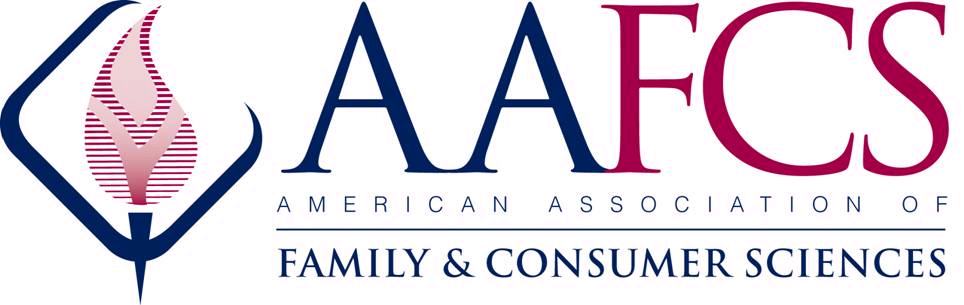 AAFCS
AMERICAN ASSOCIATION OF
FAMILY & CONSUMER SCIENCES